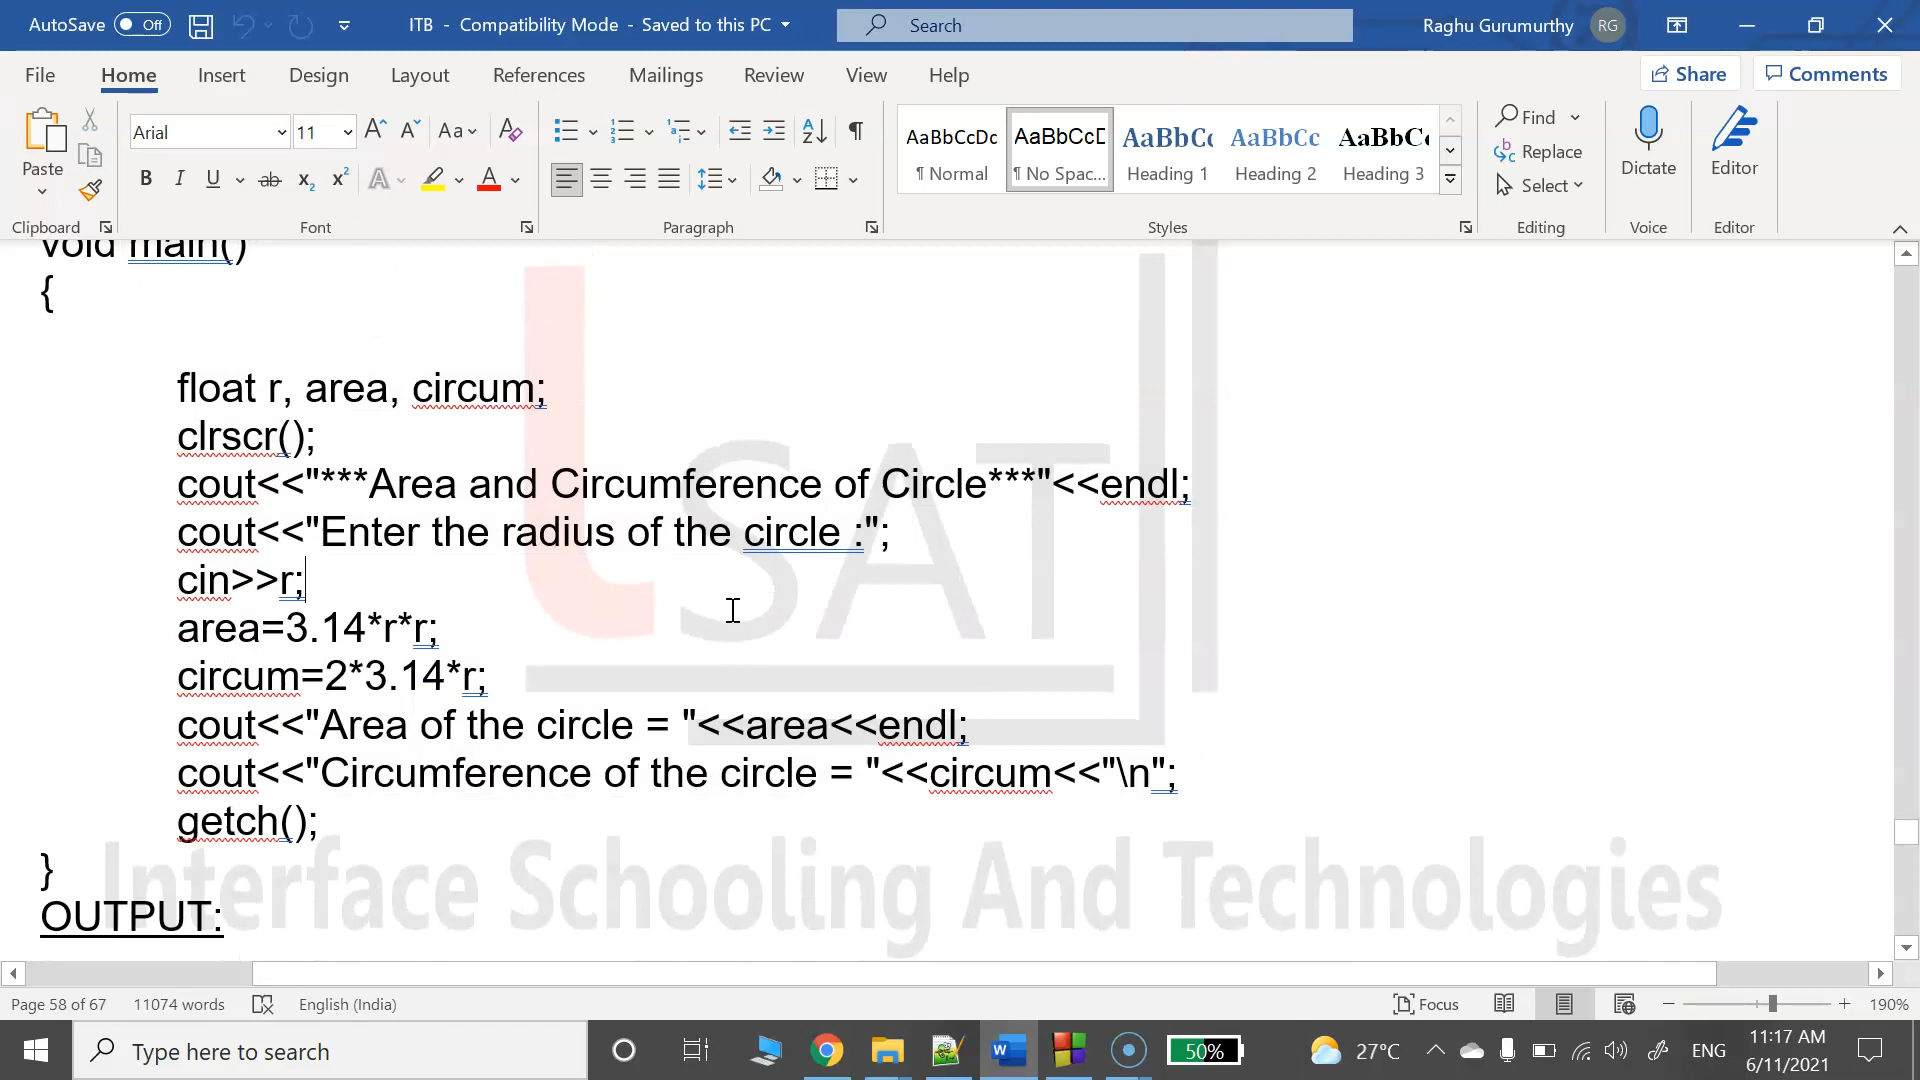 AutoSave Off ITB - Compatibility Mode - Saved to this PC Search Raghu Gurumurthy RG
File Home Insert Design Layout References Mailings Review View Help Share Comments
Paste Arial 11 Aa AaBbCcDc AaBbCcD AaBbCc AaBbCc AaBbCc Find Replace Select Dictate Editor
¶ Normal ¶ No Spac... Heading 1 Heading 2 Heading 3
Clipboard Font Paragraph Styles Editing Voice Editor
void main()
{
float r, area, circum;
clrscr();
cout<<"***Area and Circumference of Circle***"<<endl;
cout<<"Enter the radius of the circle :";
cin>>r;
area=3.14*r*r;
circum=2*3.14*r;
cout<<"Area of the circle = "<<area<<endl;
cout<<"Circumference of the circle = "<<circum<<"\n";
getch();
}
OUTPUT:
SAT
Interface Schooling And Technologies
Page 58 of 67 11074 words English (India) Focus 190%
Type here to search 50% 27°C ENG 11:17 AM
6/11/2021